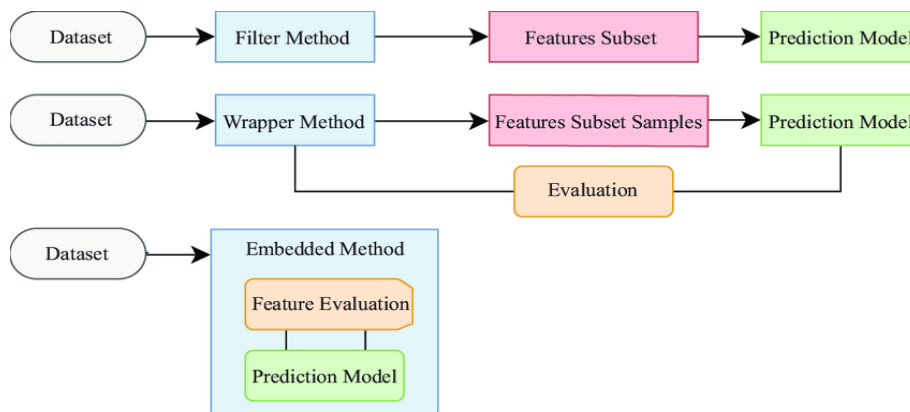 Dataset
Filter Method
Features Subset
Prediction Model
Dataset
Wrapper Method
Features Subset Samples
Prediction Model
Evaluation
Dataset
Embedded Method
Feature Evaluation
Prediction Model